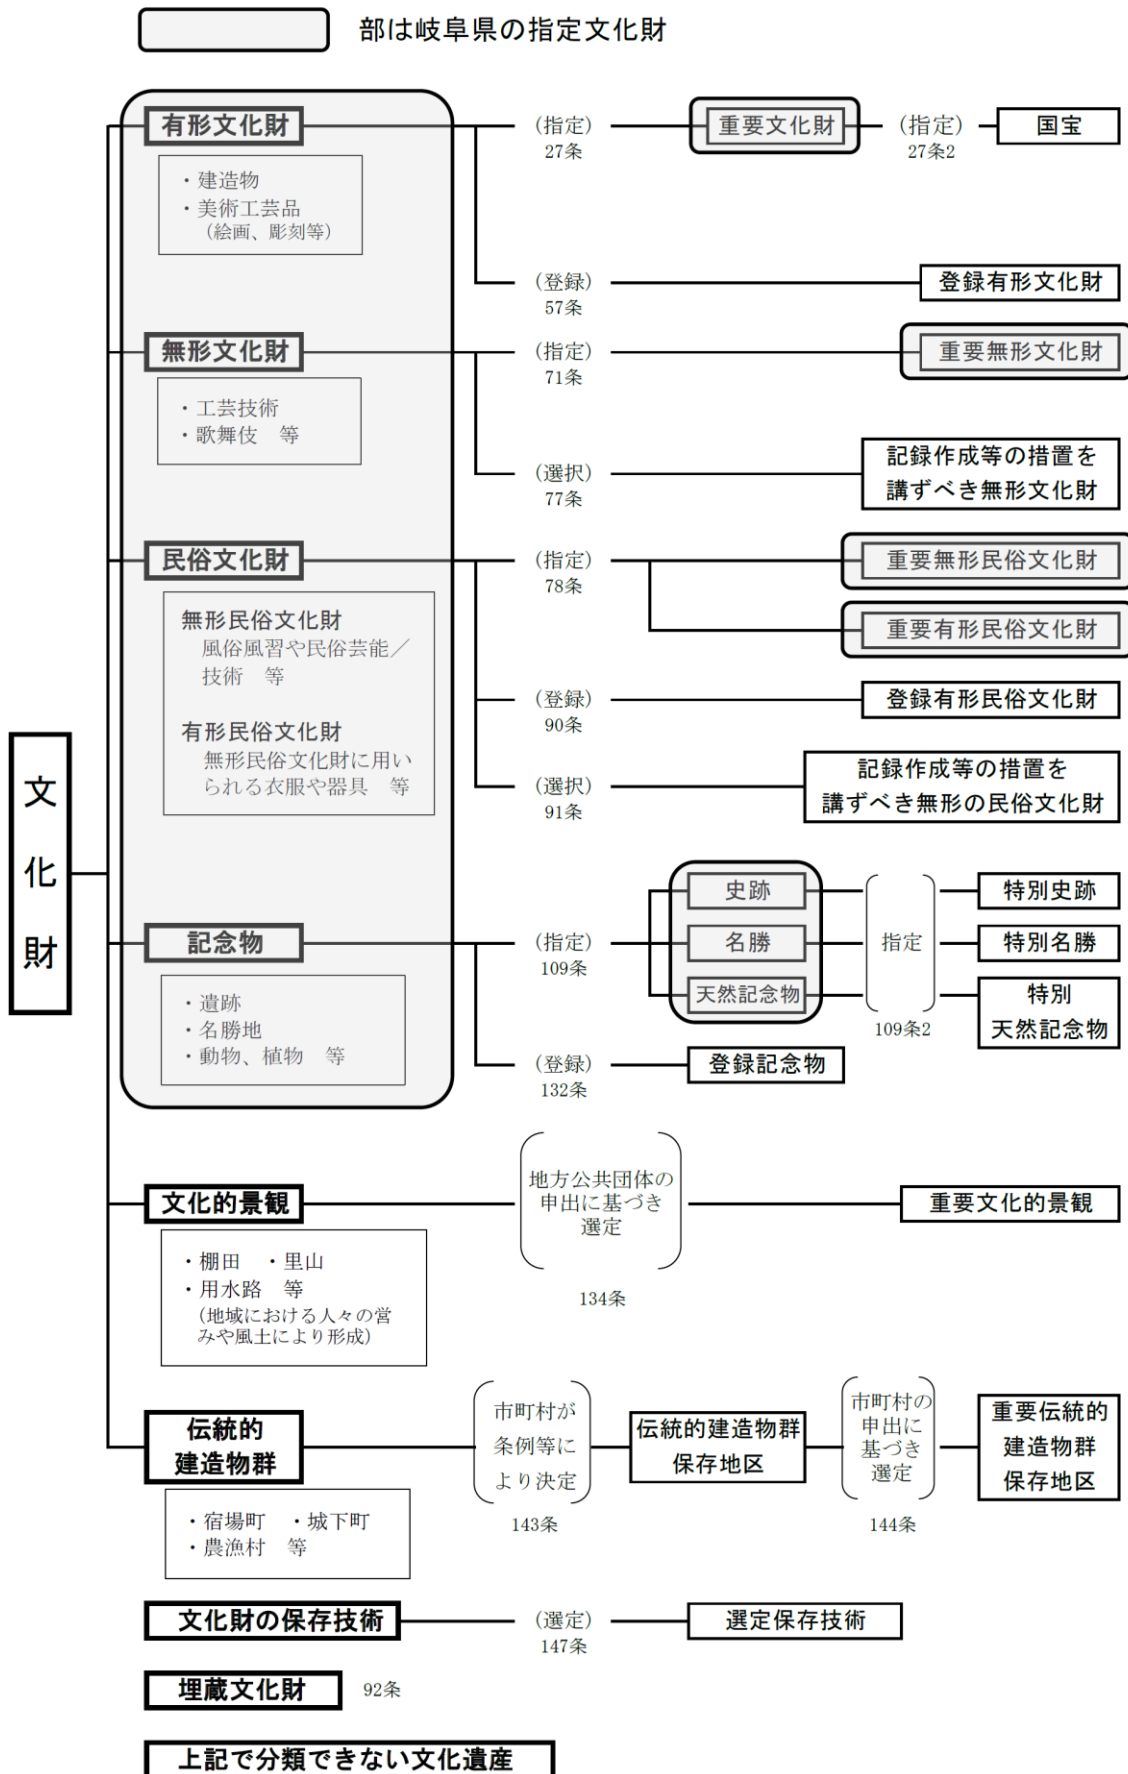 部は岐阜県の指定文化財
文化財
有形文化財
・建造物
・美術工芸品
（絵画、彫刻等）
（指定）
27条
重要文化財
（指定）
27条2
国宝
（登録）
57条
登録有形文化財
無形文化財
・工芸技術
・歌舞伎　等
（指定）
71条
重要無形文化財
（選択）
77条
記録作成等の措置を
講ずべき無形文化財
民俗文化財
無形民俗文化財
風俗風習や民俗芸能／
技術　等
有形民俗文化財
無形民俗文化財に用い
られる衣服や器具　等
（指定）
78条
重要無形民俗文化財
重要有形民俗文化財
（登録）
90条
登録有形民俗文化財
（選択）
91条
記録作成等の措置を
講ずべき無形の民俗文化財
記念物
・遺跡
・名勝地
・動物、植物　等
（指定）
109条
史跡
名勝
天然記念物
指定
109条2
特別史跡
特別名勝
特別
天然記念物
（登録）
132条
登録記念物
文化的景観
・棚田　・里山
・用水路　等
（地域における人々の営
みや風土により形成）
地方公共団体の
申出に基づき
選定
134条
重要文化的景観
伝統的
建造物群
・宿場町　・城下町
・農漁村　等
市町村が
条例等に
より決定
143条
伝統的建造物群
保存地区
市町村の
申出に
基づき
選定
144条
重要伝統的
建造物群
保存地区
文化財の保存技術
（選定）
147条
選定保存技術
埋蔵文化財
92条
上記で分類できない文化遺産